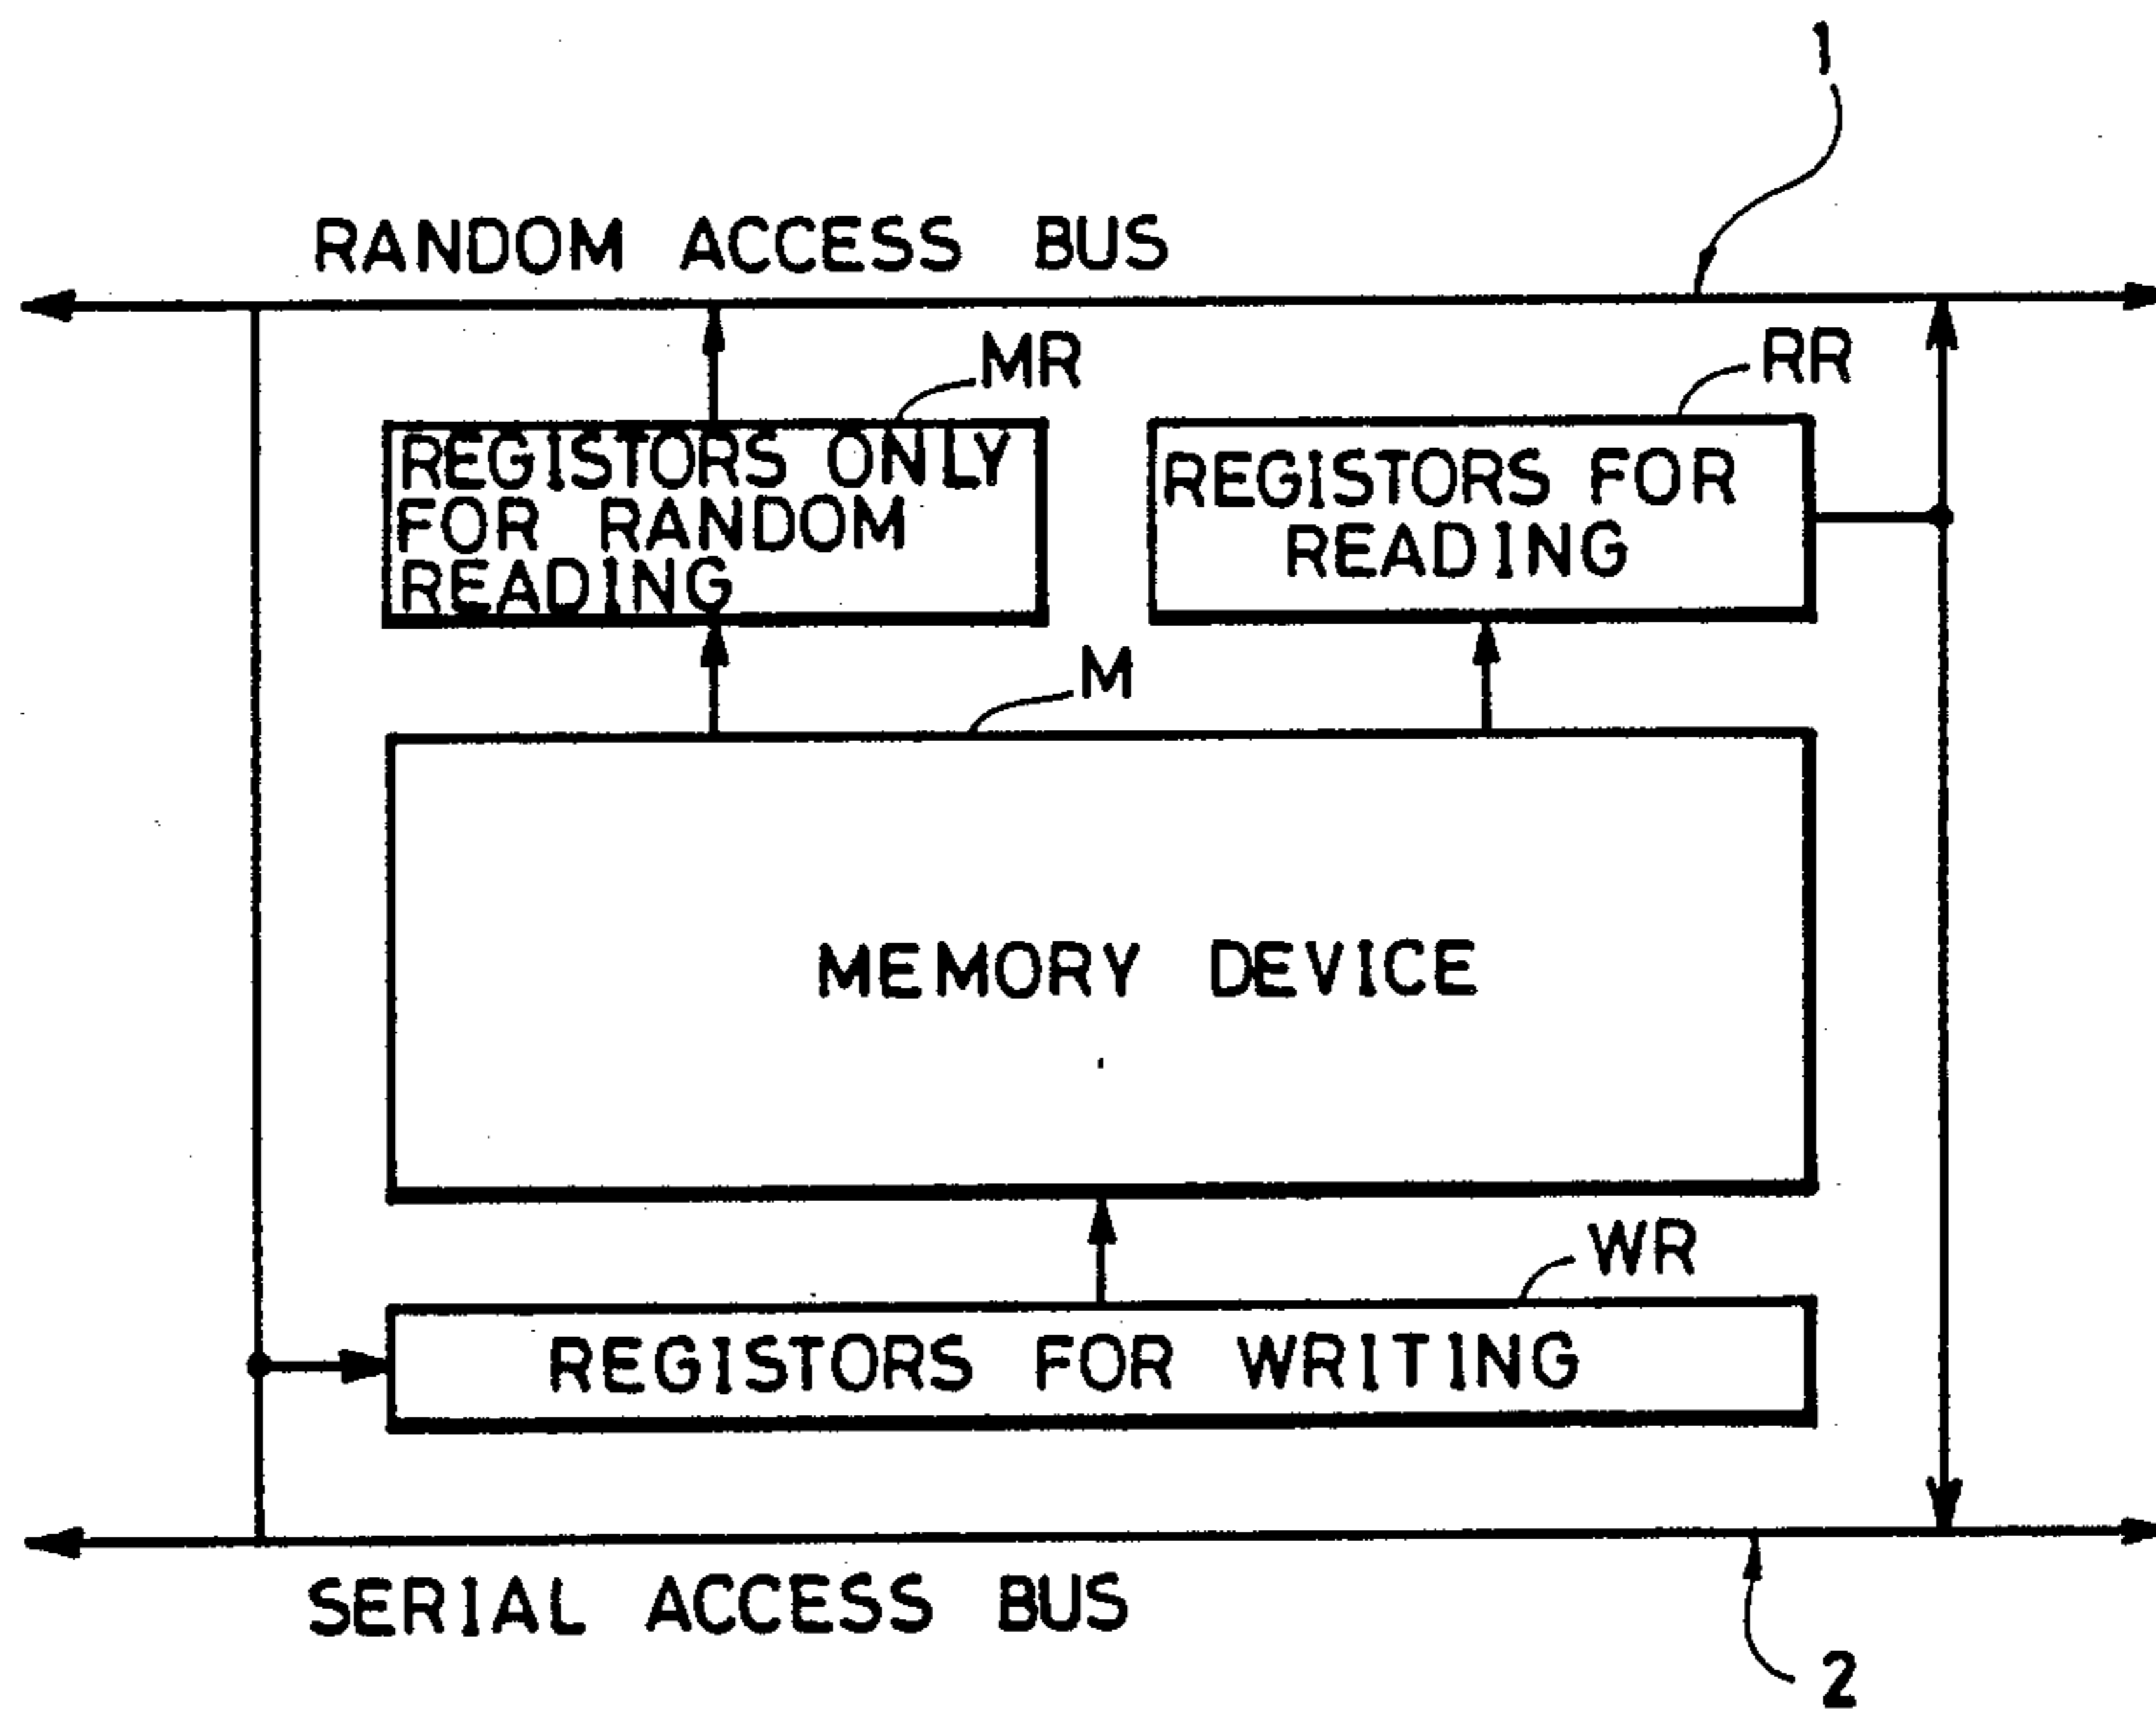 1
RANDOM ACCESS BUS
MR
RR
REGISTORS ONLY
FOR RANDOM
READING
REGISTORS FOR
READING
M
MEMORY DEVICE
WR
REGISTORS FOR WRITING
SERIAL ACCESS BUS
2